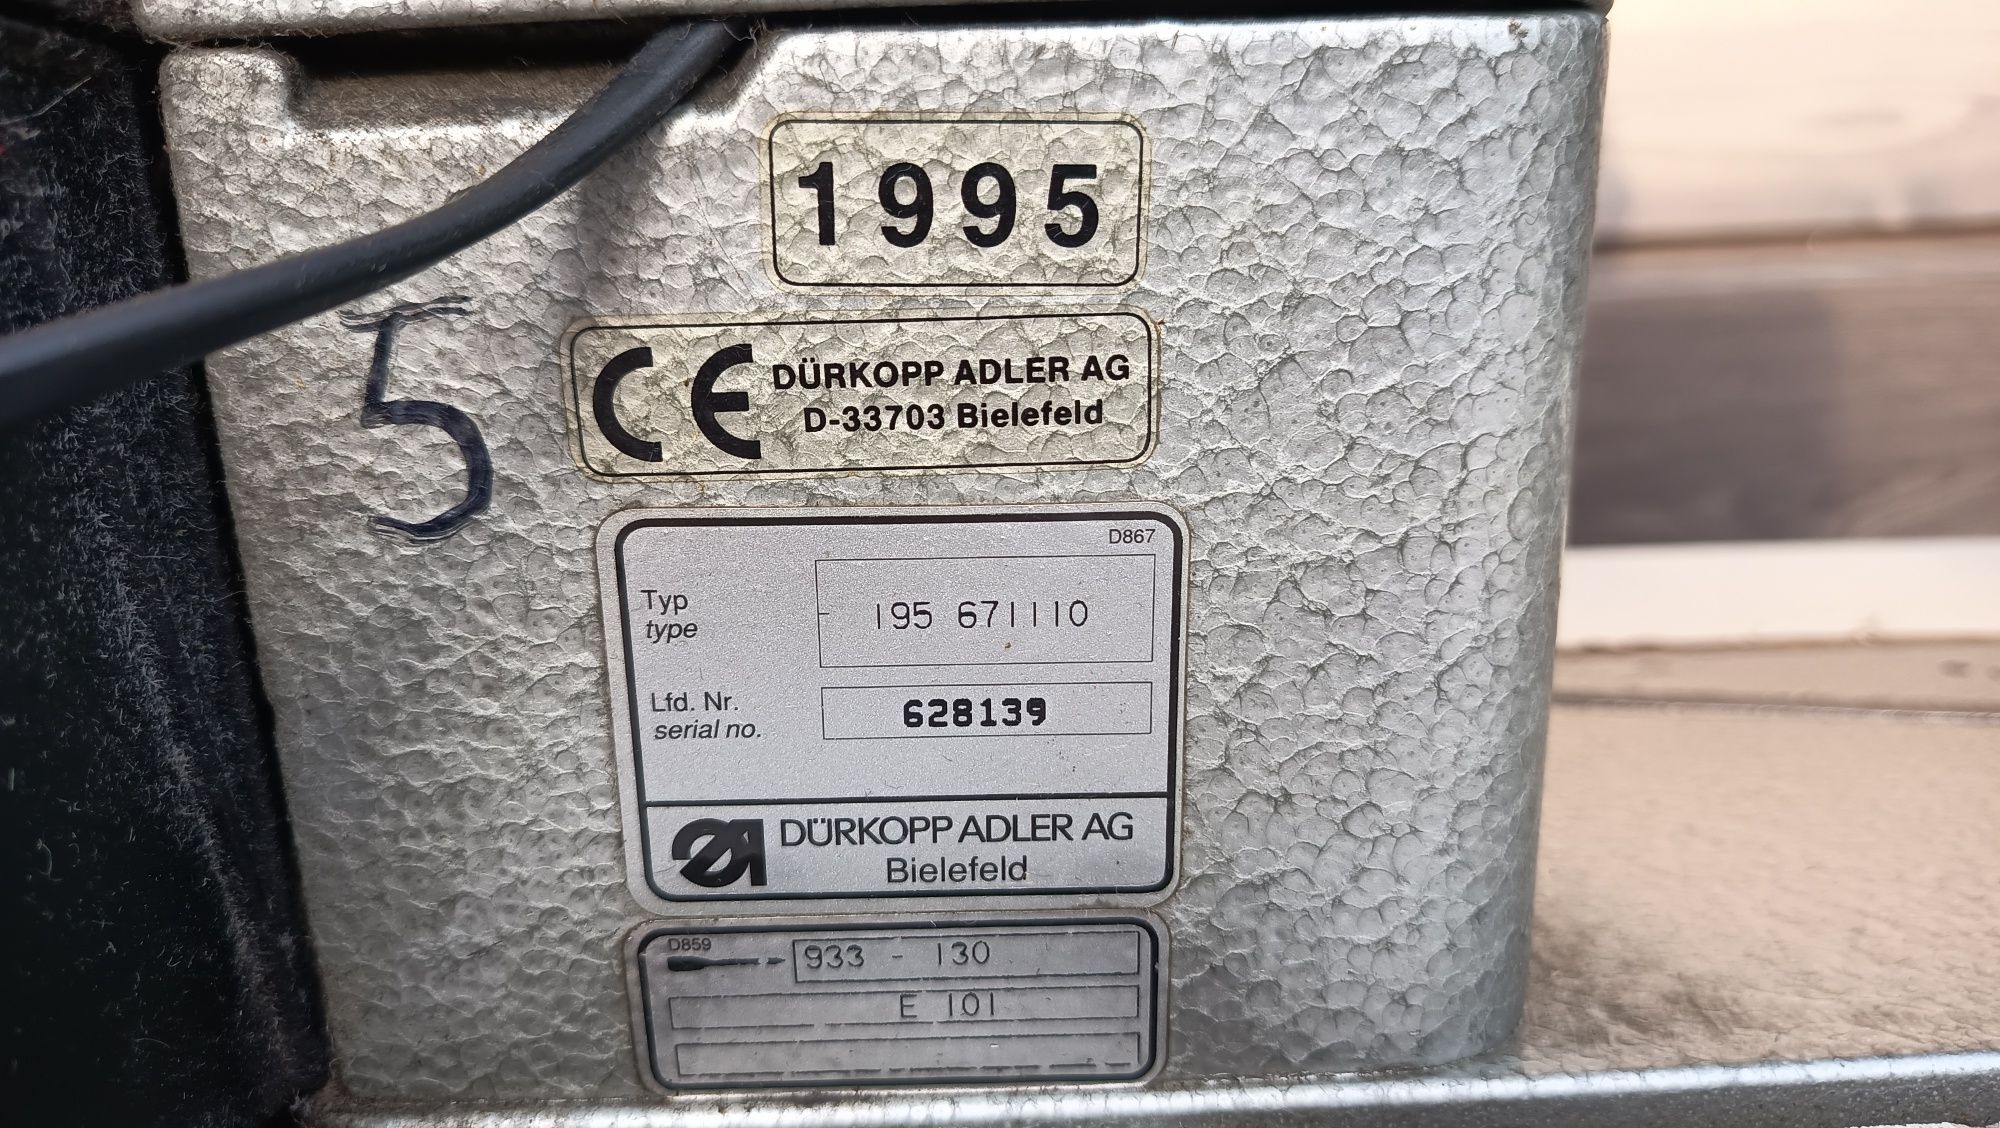 1995
5
CE DÜRKOPP ADLER AG
D-33703 Bielefeld
D867
Typ
type
195 671110
Lfd. Nr.
serial no.
628139
DÜRKOPP ADLER AG
Bielefeld
D859
933 - 130
E 101